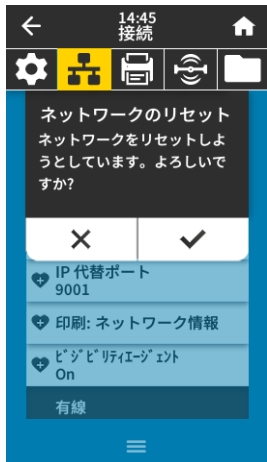 14:45
接続
ネットワークのリセット
ネットワークをリセットしよ
うとしています。よろしいで
すか?
IP 代替ポート
9001
印刷: ネットワーク情報
ﾋﾞｼﾞﾋﾞﾘﾃｨｴｰｼﾞｪﾝﾄ
On
有線